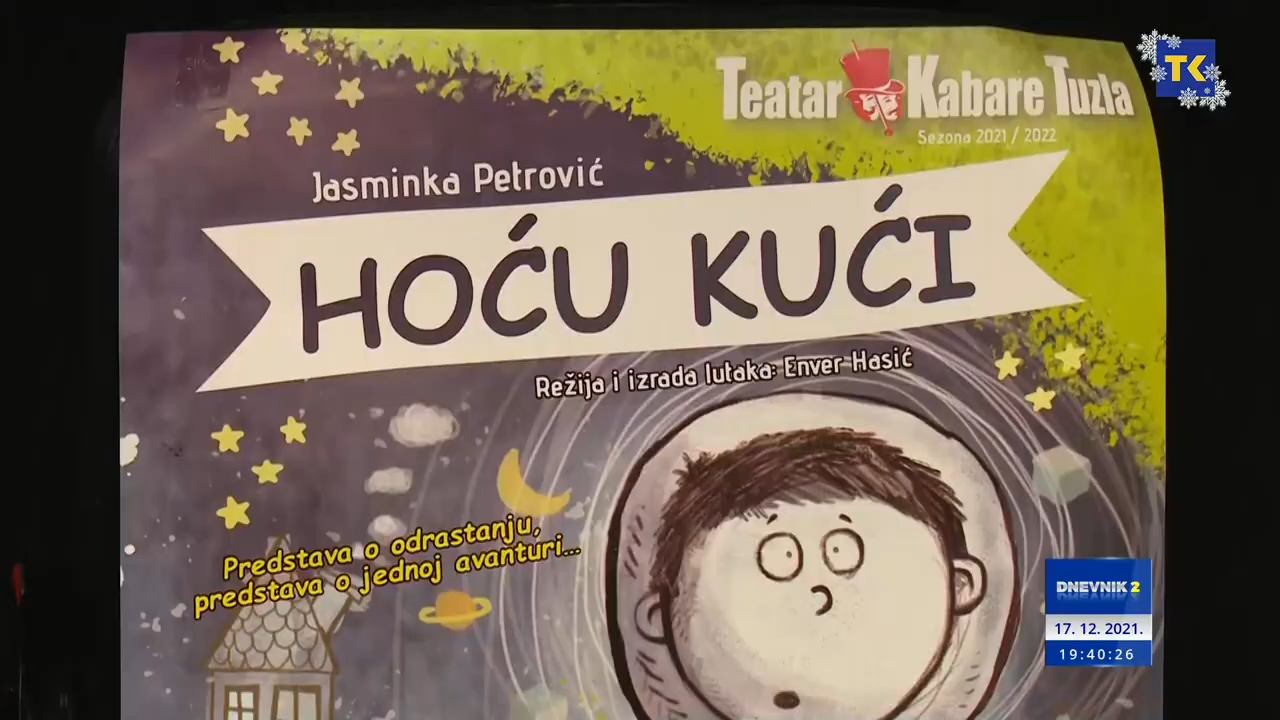 Teatar Kabare Tuzla
Sezona 2021 / 2022
TK
Jasminka Petrović
HOĆU KUĆI
Režija i izrada lutaka: Enver Hasić
Predstava o odrastanju,
predstava o jednoj avanturi...
DNEVNIK 2
17. 12. 2021.
19:40:26